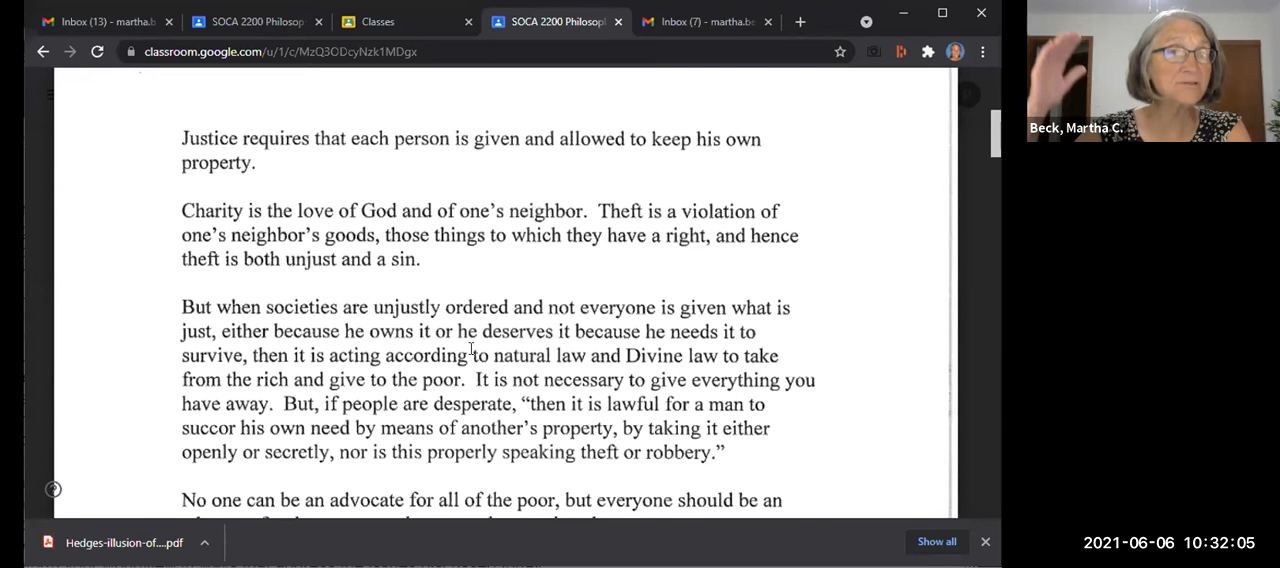 Inbox (13) - martha.b
SOCA 2200 Philosop
Classes
SOCA 2200 Philosop
Inbox (7) - martha.be
classroom.google.com/u/1/c/MzQ3ODcyNzk1MDgx
Beck, Martha C.
Justice requires that each person is given and allowed to keep his own
property.
Charity is the love of God and of one's neighbor. Theft is a violation of
one's neighbor's goods, those things to which they have a right, and hence
theft is both unjust and a sin.
But when societies are unjustly ordered and not everyone is given what is
just, either because he owns it or he deserves it because he needs it to
survive, then it is acting according to natural law and Divine law to take
from the rich and give to the poor. It is not necessary to give everything you
have away. But, if people are desperate, “then it is lawful for a man to
succor his own need by means of another's property, by taking it either
openly or secretly, nor is this properly speaking theft or robbery.”
No one can be an advocate for all of the poor, but everyone should be an
Hedges-illusion-of....pdf
Show all
2021-06-06 10:32:05